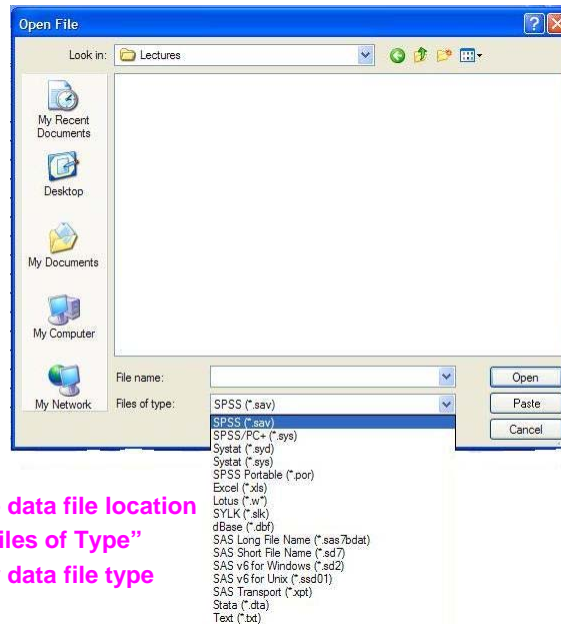 Open File
Look in:
Lectures
My Recent
Documents
Desktop
My Documents
My Computer
My Network
File name:
Open
Files of type:
SPSS (*.sav)
Paste
Cancel
SPSS (*.sav)
SPSS/PC+ (*.sys)
Systat (*.syd)
Systat (*.sys)
SPSS Portable (*.por)
Excel (*.xls)
Lotus (*.w*)
SYLK (*.slk)
dBase (*.dbf)
SAS Long File Name (*.sas7bdat)
SAS Short File Name (*.sd7)
SAS v6 for Windows (*.sd2)
SAS v6 for Unix (*.ssd01)
SAS Transport (*.xpt)
Stata (*.dta)
Text (*.txt)
data file location
iles of Type”
data file type